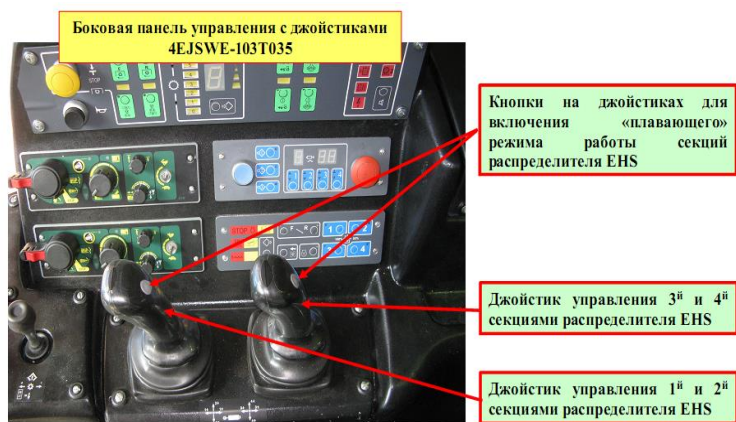 Боковая панель управления с джойстиками
4EJSWE-103T035
STOP
Кнопки на джойстиках для
включения «плавающего»
режима работы секций
распределителя EHS
STOP
F R
1 2
3 4
Джойстик управления 3й и 4й
секциями распределителя EHS
Джойстик управления 1й и 2й
секциями распределителя EHS